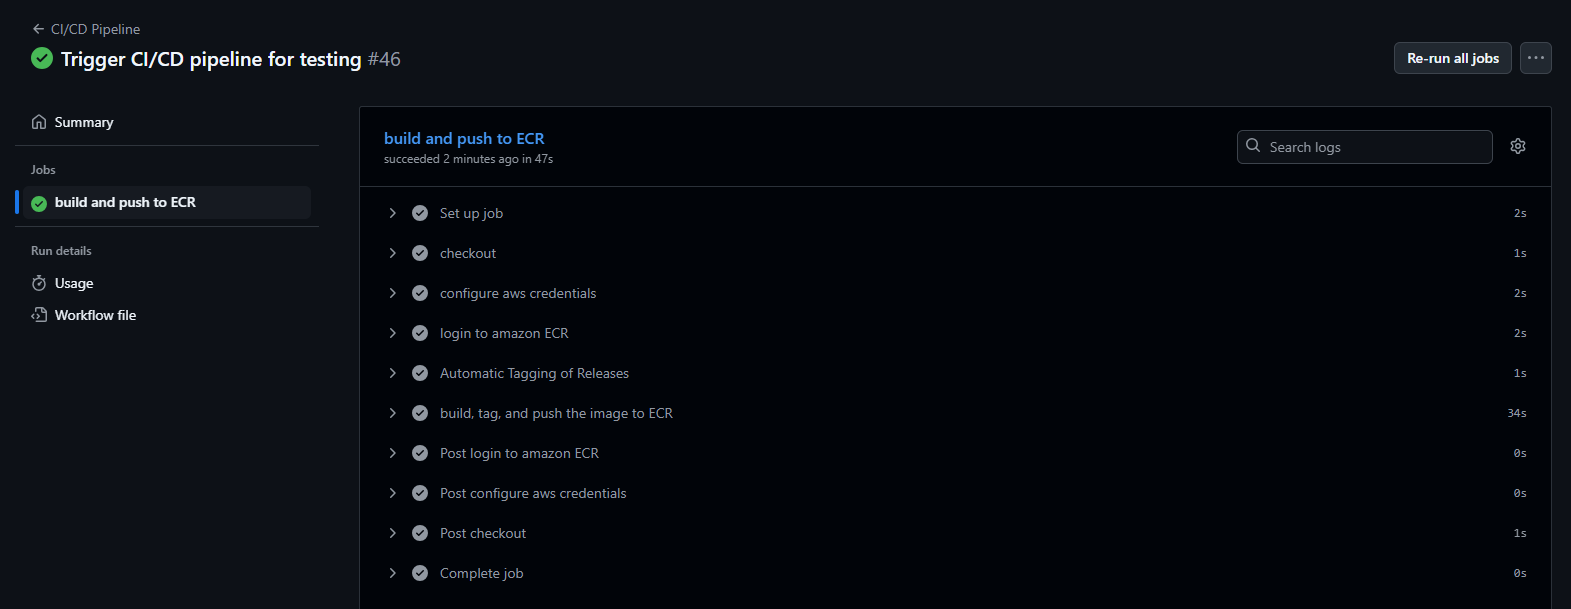 CI/CD Pipeline
Trigger CI/CD pipeline for testing #46
Re-run all jobs
Summary
Jobs
build and push to ECR
Run details
Usage
Workflow file
build and push to ECR
succeeded 2 minutes ago in 47s
Search logs
Set up job 2s
checkout 1s
configure aws credentials 2s
login to amazon ECR 2s
Automatic Tagging of Releases 1s
build, tag, and push the image to ECR 34s
Post login to amazon ECR 0s
Post configure aws credentials 0s
Post checkout 1s
Complete job 0s